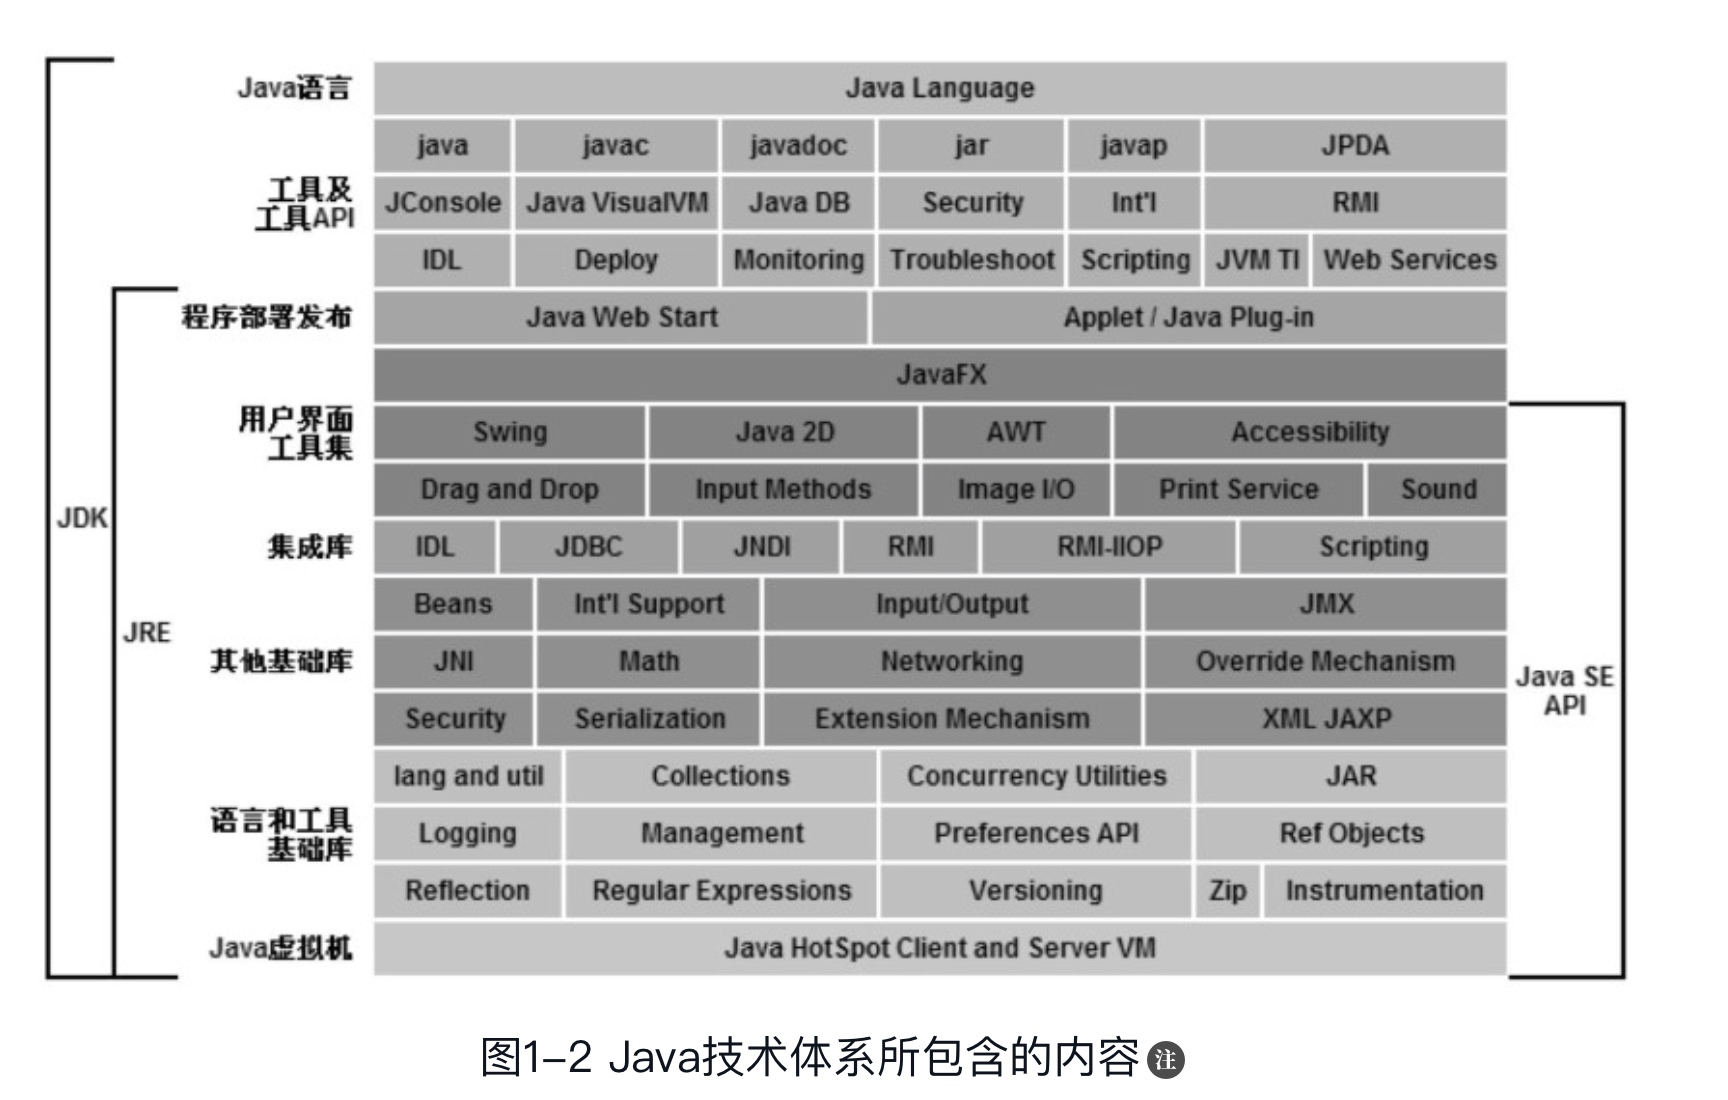 Java语言
Java Language
java javac javadoc jar javap JPDA
工具及
工具API
JConsole Java VisualVM Java DB Security Int'l RMI
IDL Deploy Monitoring Troubleshoot Scripting JVM TI Web Services
程序部署发布
Java Web Start Applet / Java Plug-in
JavaFX
用户界面
工具集
Swing Java 2D AWT Accessibility
Drag and Drop Input Methods Image I/O Print Service Sound
JDK
集成库
IDL JDBC JNDI RMI RMI-IIOP Scripting
Beans Int'l Support Input/Output JMX
JRE
其他基础库
JNI Math Networking Override Mechanism
Java SE
API
Security Serialization Extension Mechanism XML JAXP
lang and util Collections Concurrency Utilities JAR
语言和工具
基础库
Logging Management Preferences API Ref Objects
Reflection Regular Expressions Versioning Zip Instrumentation
Java虚拟机
Java HotSpot Client and Server VM
图1-2 Java技术体系所包含的内容 注